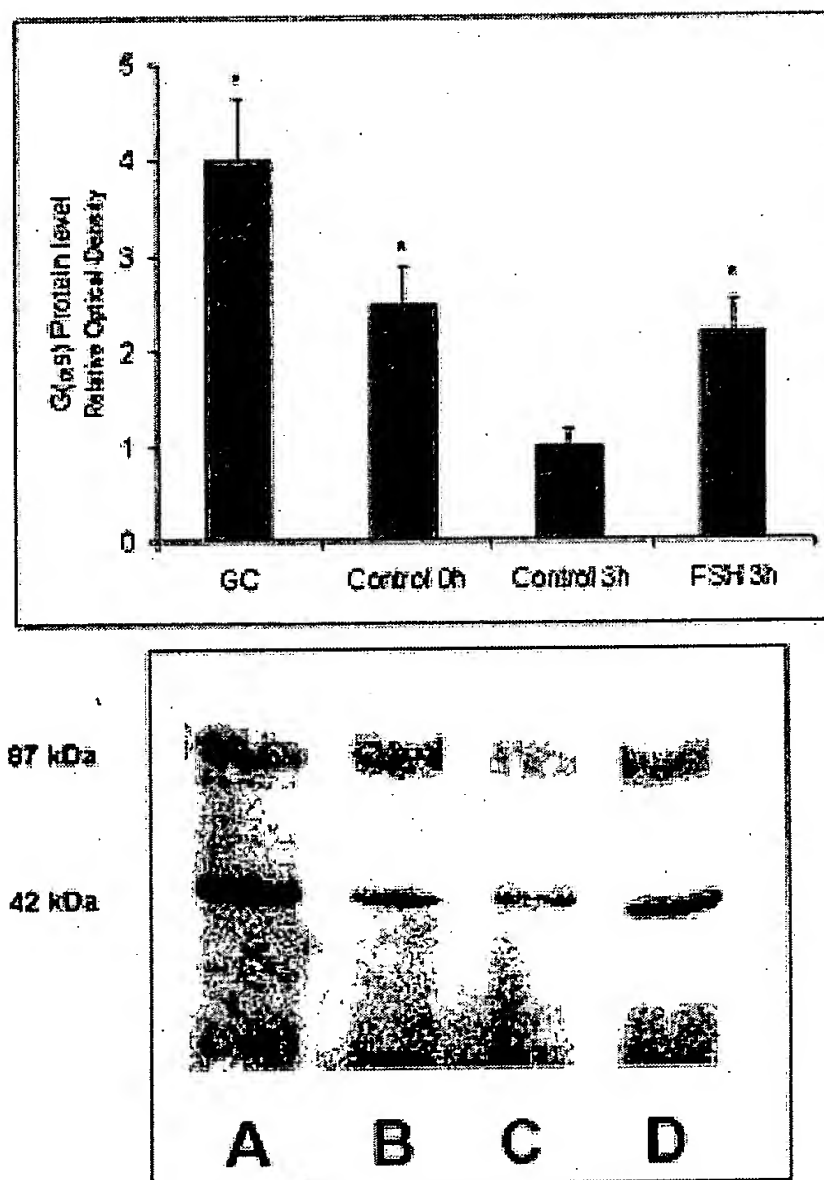 5
4
3
2
1
0
G(αs) Protein level
Relative Optical Density
* * *
GC Control 0h Control 3h FSH 3h
87 kDa
42 kDa
A B C D